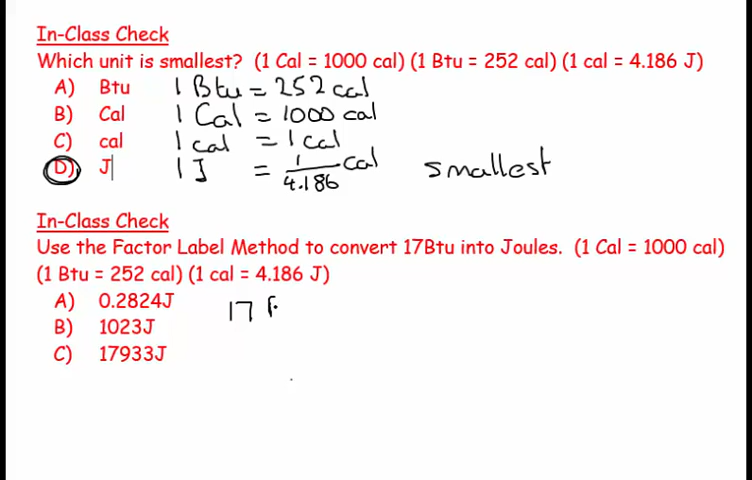 In-Class Check
Which unit is smallest? (1 Cal = 1000 cal) (1 Btu = 252 cal) (1 cal = 4.186 J)
A) Btu 1 Btu = 252 cal
B) Cal 1 Cal = 1000 cal
C) cal 1 cal = 1 cal
D) J 1 J = 1/4.186 cal smallest
In-Class Check
Use the Factor Label Method to convert 17Btu into Joules. (1 Cal = 1000 cal)
(1 Btu = 252 cal) (1 cal = 4.186 J)
A) 0.2824J 17
B) 1023J
C) 17933J